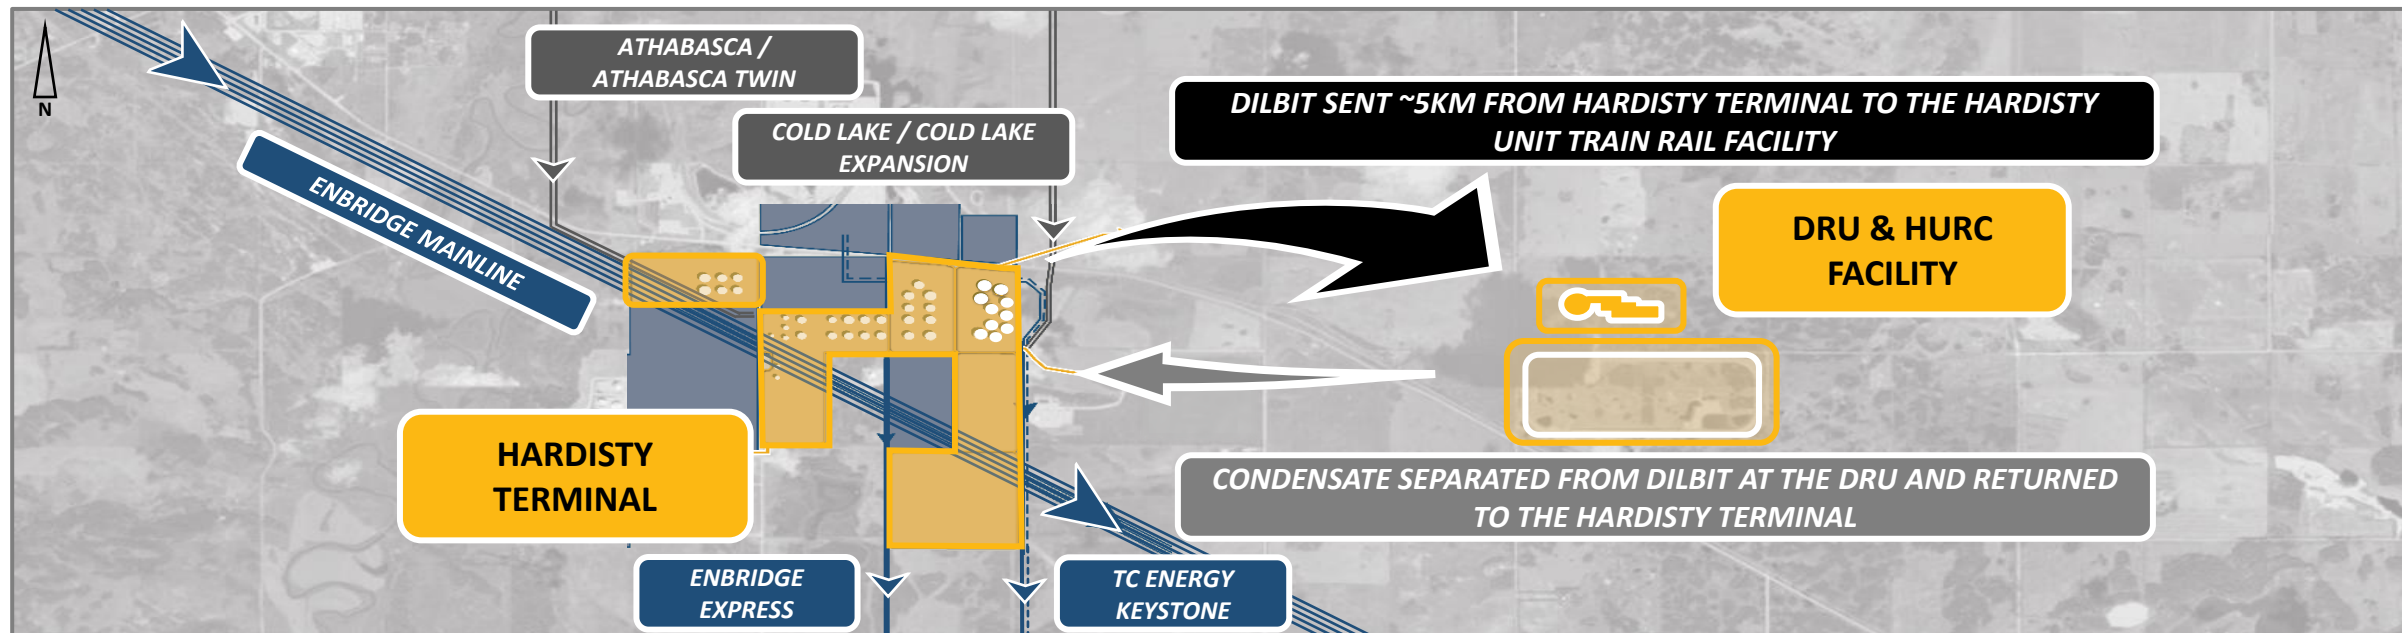 N
ATHABASCA /
ATHABASCA TWIN
COLD LAKE / COLD LAKE
EXPANSION
DILBIT SENT ~5KM FROM HARDISTY TERMINAL TO THE HARDISTY
UNIT TRAIN RAIL FACILITY
ENBRIDGE MAINLINE
DRU & HURC
FACILITY
HARDISTY
TERMINAL
CONDENSATE SEPARATED FROM DILBIT AT THE DRU AND RETURNED
TO THE HARDISTY TERMINAL
ENBRIDGE
EXPRESS
TC ENERGY
KEYSTONE